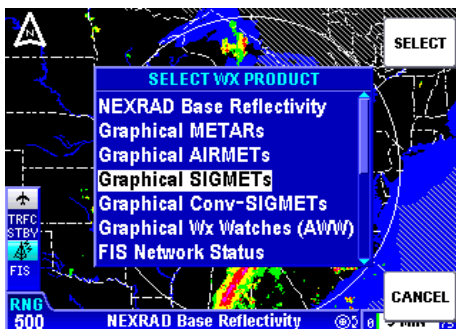 N
SELECT
SELECT WX PRODUCT
NEXRAD Base Reflectivity
Graphical METARs
Graphical AIRMETs
Graphical SIGMETs
Graphical Conv-SIGMETs
Graphical Wx Watches (AWW)
FIS Network Status
TRFC
STBY
FIS
RNG
500
NEXRAD Base Reflectivity
CANCEL